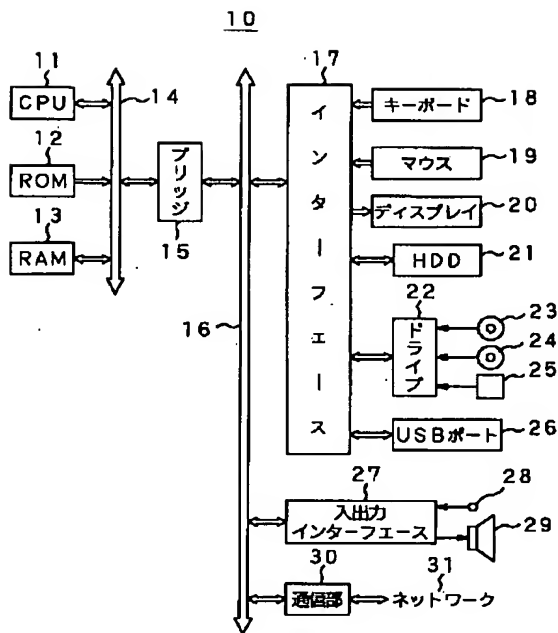 10
11
CPU
14
12
ROM
13
RAM
ブリッジ
15
16
17
インターフェース
キーボード
18
マウス
19
ディスプレイ
20
HDD
21
22
ドライブ
23
24
25
USBポート
26
27
入出力
インターフェース
28
29
30
通信部
31
ネットワーク